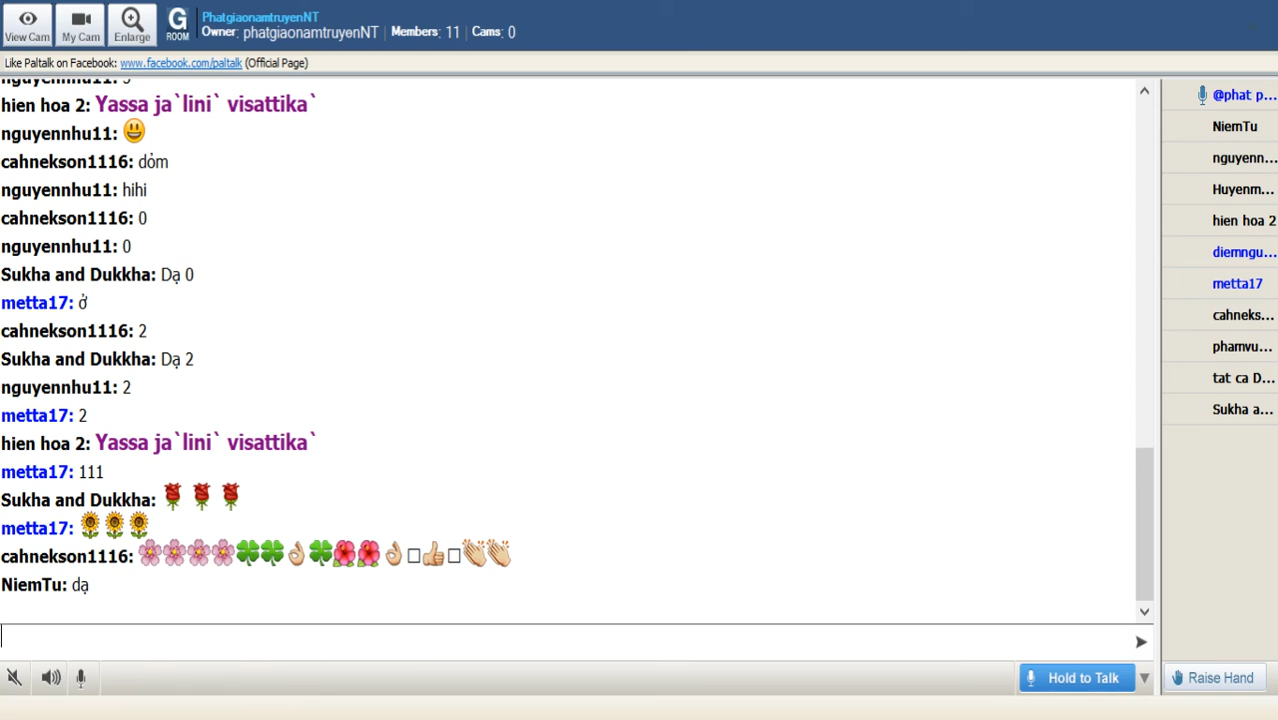 View Cam
My Cam
Enlarge
G ROOM
PhatgiaonamtruyenNT
Owner: phatgiaonamtruyenNT Members: 11 Cams: 0
Like Paltalk on Facebook: www.facebook.com/paltalk (Official Page)
hien hoa 2: Yassa ja`lini` visattika`
nguyennhu11: 😃
cahnekson1116: dỏm
nguyennhu11: hihi
cahnekson1116: 0
nguyennhu11: 0
Sukha and Dukkha: Dạ 0
metta17: ở
cahnekson1116: 2
Sukha and Dukkha: Dạ 2
nguyennhu11: 2
metta17: 2
hien hoa 2: Yassa ja`lini` visattika`
metta17: 111
Sukha and Dukkha: 🌹🌹🌹
metta17: 🌻🌻🌻
cahnekson1116: 🌸🌸🌸🌸🍀🍀👌🍀🌺🌺👌□👍□👏👏
NiemTu: dạ
@phat p...
NiemTu
nguyenn...
Huyenm...
hien hoa 2
diemngu...
metta17
cahneks...
phamvu...
tat ca D...
Sukha a...
Hold to Talk
Raise Hand